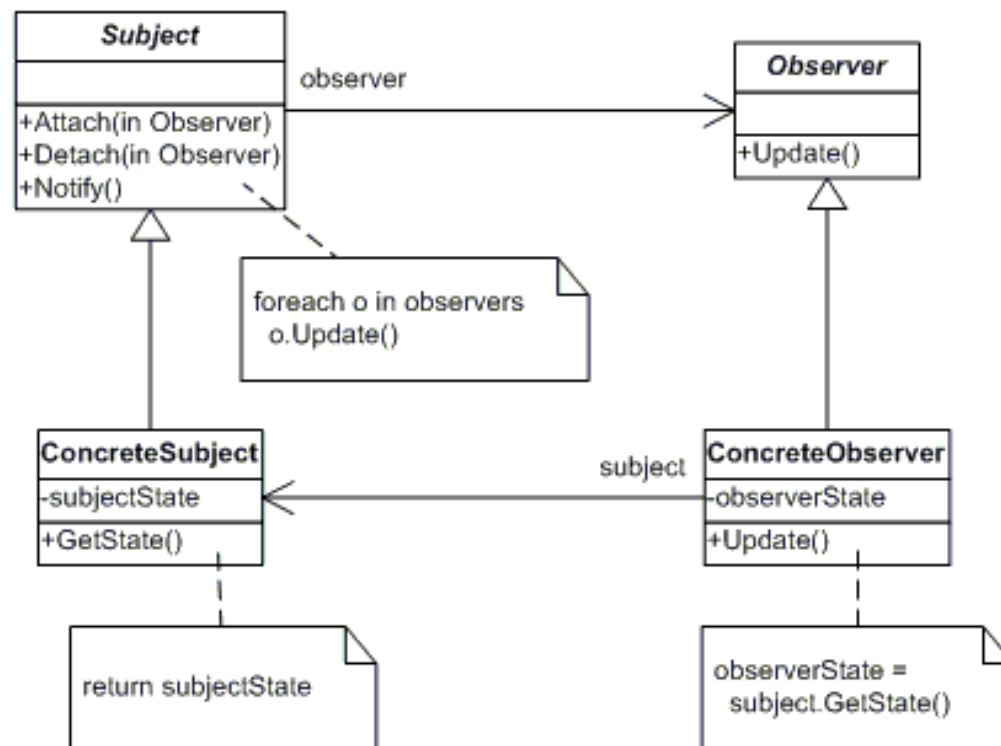 Subject
+Attach(in Observer)
+Detach(in Observer)
+Notify()
observer
Observer
+Update()
foreach o in observers
o.Update()
ConcreteSubject
-subjectState
+GetState()
subject
ConcreteObserver
-observerState
+Update()
return subjectState
observerState =
subject.GetState()